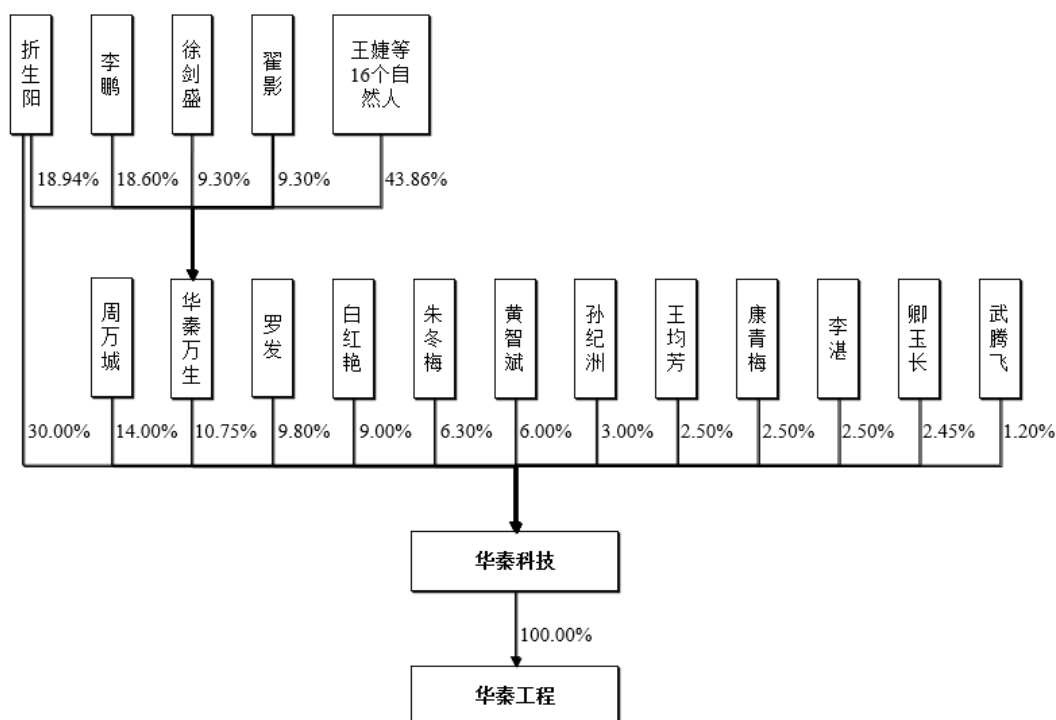 折生阳
李鹏
徐剑盛
翟影
王婕等
16个自
然人
18.94%
18.60%
9.30%
9.30%
43.86%
周万城
华秦万生
罗发
白红艳
朱冬梅
黄智斌
孙纪洲
王均芳
康青梅
李湛
卿玉长
武腾飞
30.00%
14.00%
10.75%
9.80%
9.00%
6.30%
6.00%
3.00%
2.50%
2.50%
2.50%
2.45%
1.20%
华秦科技
100.00%
华秦工程